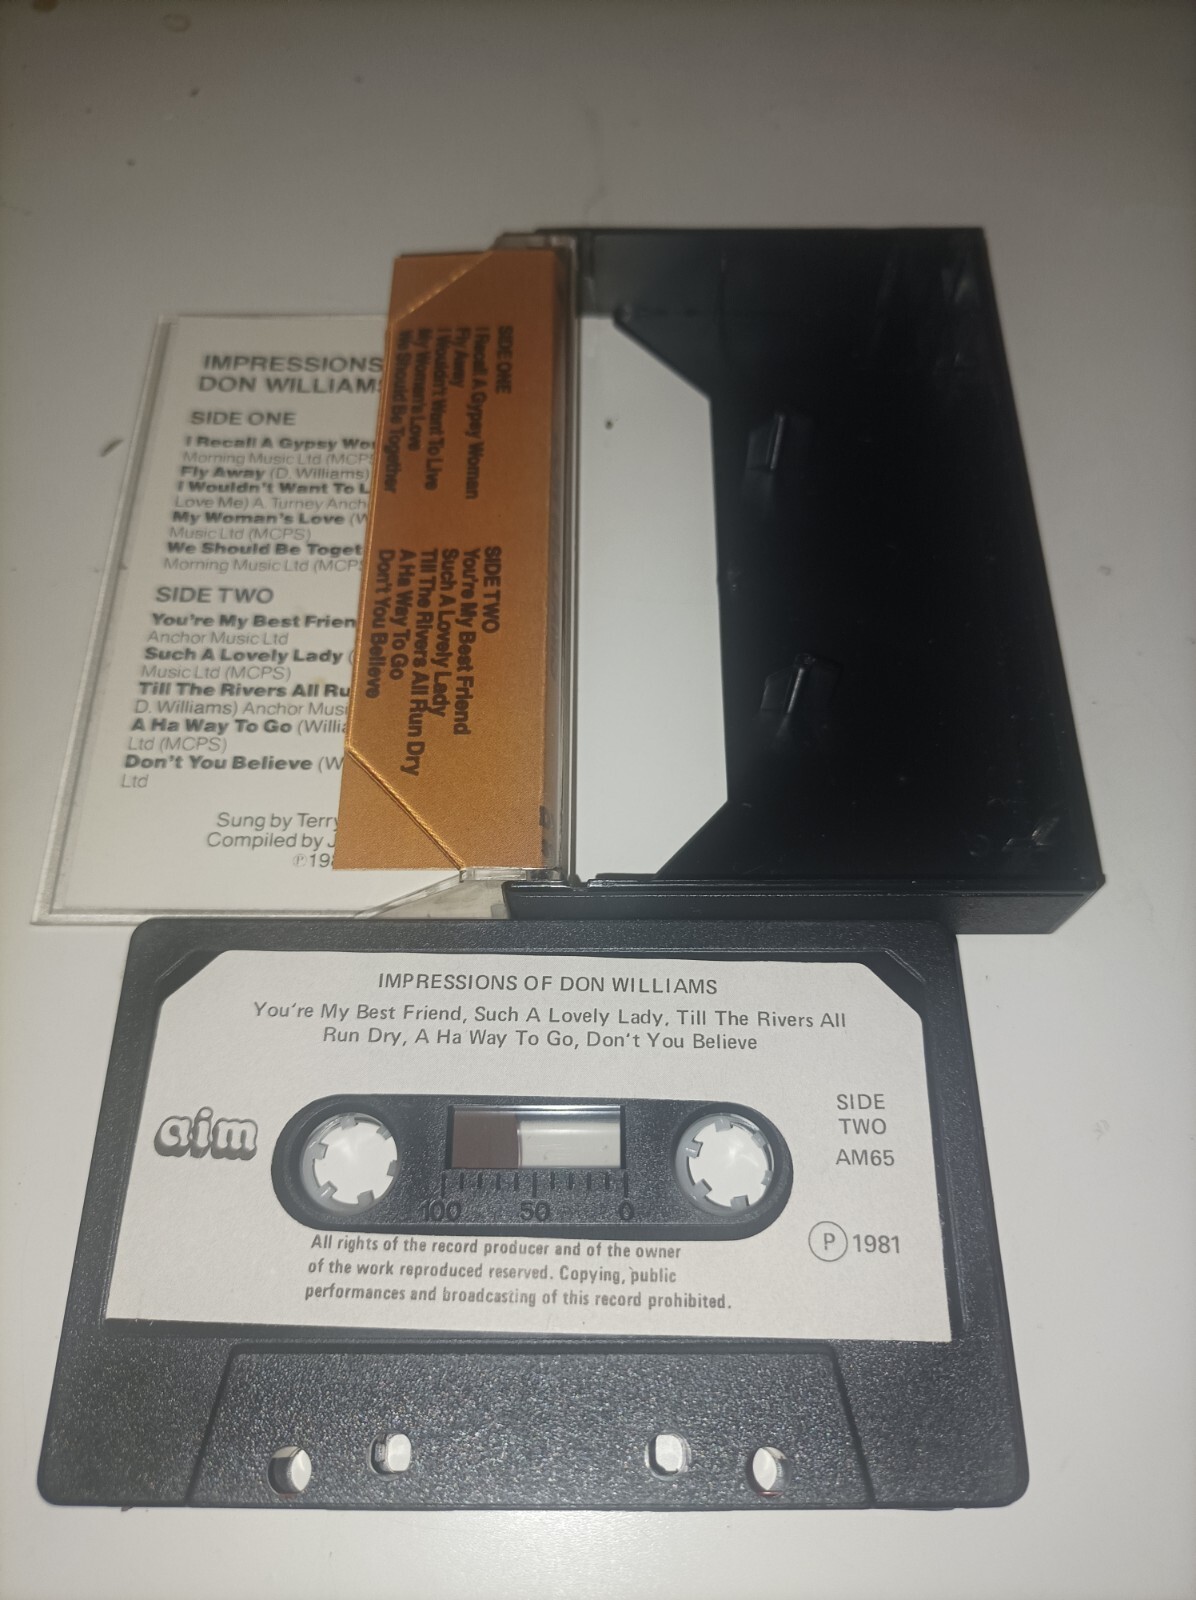 IMPRESSIONS
DON WILLIAMS
SIDE ONE
I Recall A Gypsy
Morning Music Ltd (MCPS
Fly Away (D. Williams)
I Wouldn't Want To L
Love Me) A. Turney Anch
My Woman's Love (W
Music Ltd (MCPS)
We Should Be Toget
Morning Music Ltd (MCPS
SIDE TWO
You're My Best Frien
Anchor Music Ltd
Such A Lovely Lady (
Music Ltd (MCPS)
Till The Rivers All Ru
D. Williams) Anchor Musi
A Ha Way To Go (Willia
Ltd (MCPS)
Don't You Believe (W
Ltd
Sung by Terry
Compiled by J
℗ 198
SIDE ONE
I Recall A Gypsy Woman
Fly Away
I Wouldn't Want To Live
My Woman's Love
We Should Be Together
SIDE TWO
You're My Best Friend
Such A Lovely Lady
Till The Rivers All Run Dry
A Ha Way To Go
Don't You Believe
IMPRESSIONS OF DON WILLIAMS
You're My Best Friend, Such A Lovely Lady, Till The Rivers All
Run Dry, A Ha Way To Go, Don't You Believe
aim
SIDE
TWO
AM65
100 50 0
℗ 1981
All rights of the record producer and of the owner
of the work reproduced reserved. Copying, public
performances and broadcasting of this record prohibited.